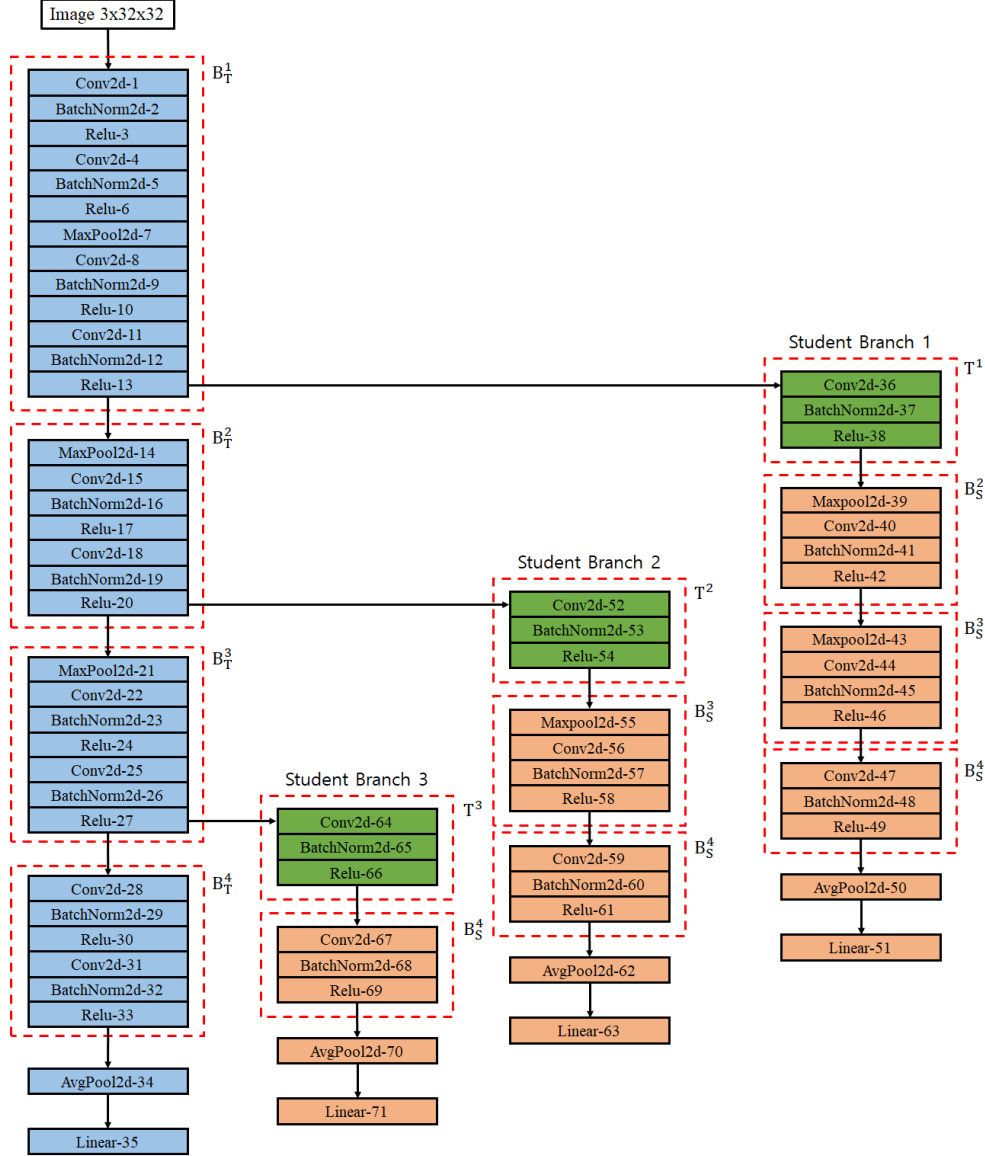 Image 3x32x32
B_T^1
Conv2d-1
BatchNorm2d-2
Relu-3
Conv2d-4
BatchNorm2d-5
Relu-6
MaxPool2d-7
Conv2d-8
BatchNorm2d-9
Relu-10
Conv2d-11
BatchNorm2d-12
Relu-13
B_T^2
MaxPool2d-14
Conv2d-15
BatchNorm2d-16
Relu-17
Conv2d-18
BatchNorm2d-19
Relu-20
B_T^3
MaxPool2d-21
Conv2d-22
BatchNorm2d-23
Relu-24
Conv2d-25
BatchNorm2d-26
Relu-27
B_T^4
Conv2d-28
BatchNorm2d-29
Relu-30
Conv2d-31
BatchNorm2d-32
Relu-33
AvgPool2d-34
Linear-35
Student Branch 3
T^3
Conv2d-64
BatchNorm2d-65
Relu-66
B_S^4
Conv2d-67
BatchNorm2d-68
Relu-69
AvgPool2d-70
Linear-71
Student Branch 2
T^2
Conv2d-52
BatchNorm2d-53
Relu-54
B_S^3
Maxpool2d-55
Conv2d-56
BatchNorm2d-57
Relu-58
B_S^4
Conv2d-59
BatchNorm2d-60
Relu-61
AvgPool2d-62
Linear-63
Student Branch 1
T^1
Conv2d-36
BatchNorm2d-37
Relu-38
B_S^2
Maxpool2d-39
Conv2d-40
BatchNorm2d-41
Relu-42
B_S^3
Maxpool2d-43
Conv2d-44
BatchNorm2d-45
Relu-46
B_S^4
Conv2d-47
BatchNorm2d-48
Relu-49
AvgPool2d-50
Linear-51